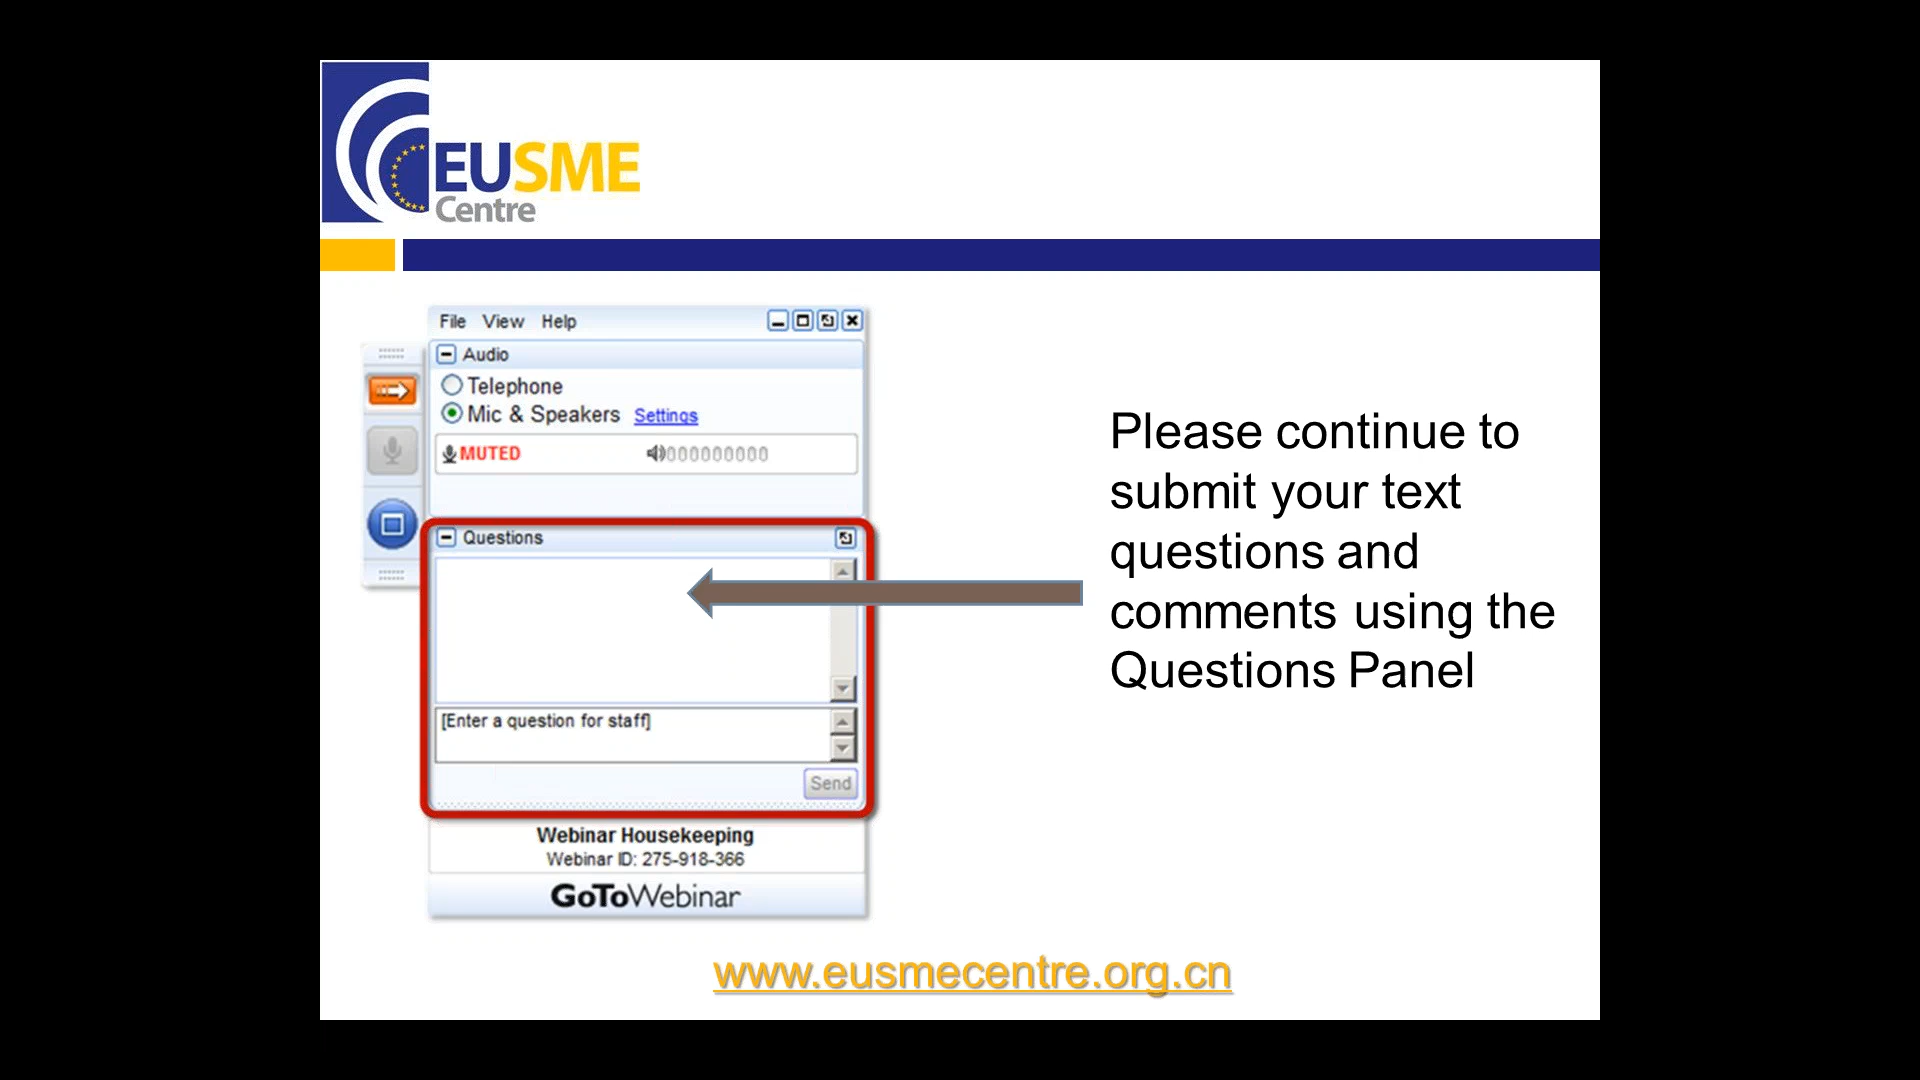 EUSME
Centre
File View Help
Audio
Telephone
Mic & Speakers Settings
MUTED
000000000
Questions
[Enter a question for staff]
Send
Webinar Housekeeping
Webinar ID: 275-918-366
GoToWebinar
Please continue to
submit your text
questions and
comments using the
Questions Panel
www.eusmecentre.org.cn